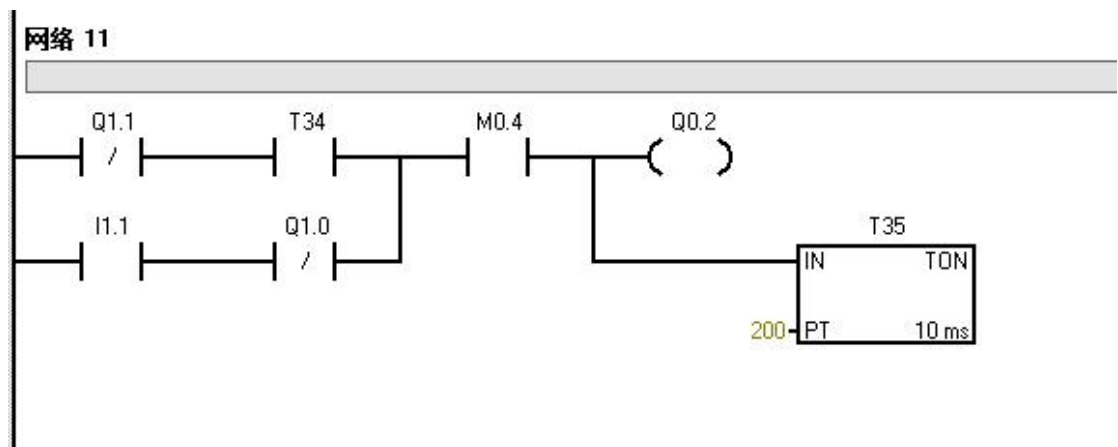 网络 11
Q1.1 T34 M0.4 Q0.2
/
I1.1 Q1.0 T35
/ IN TON
200 PT 10 ms